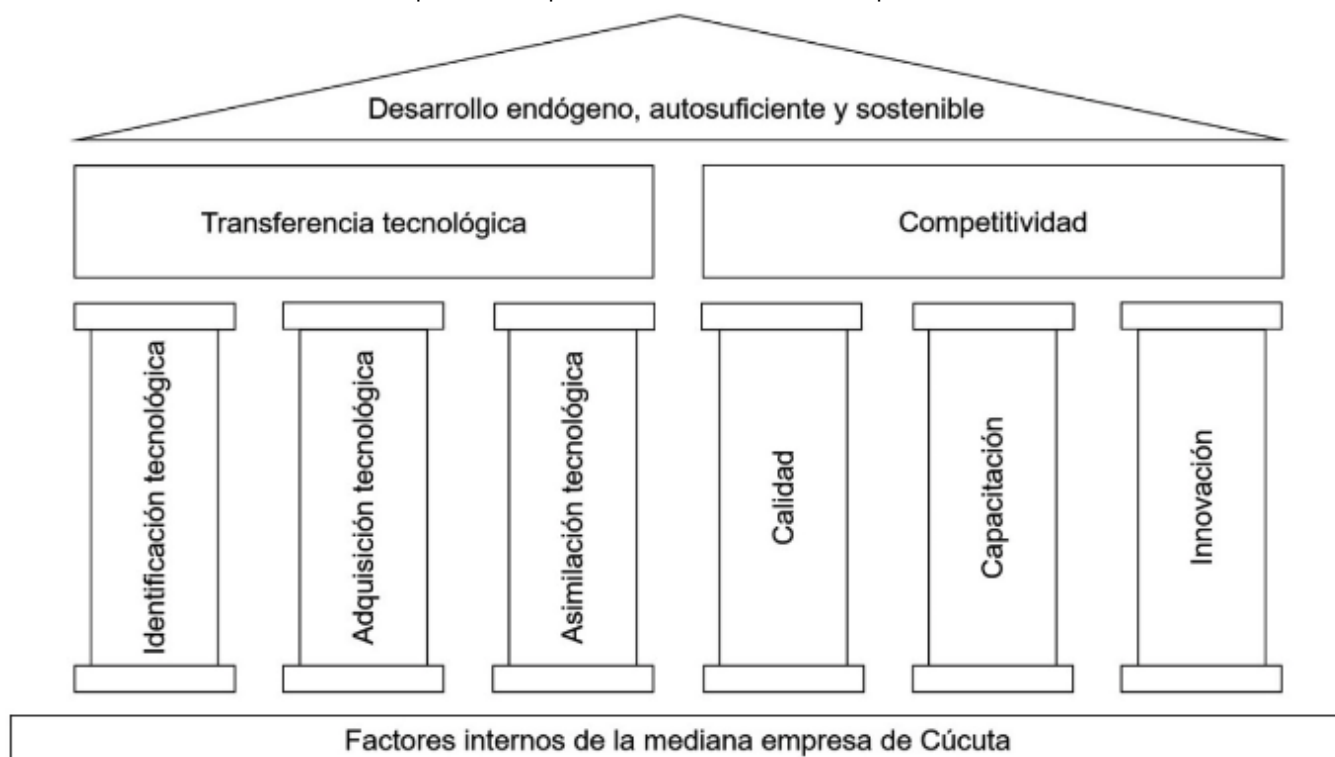 Desarrollo endógeno, autosuficiente y sostenible
Transferencia tecnológica
Competitividad
Identificación tecnológica
Adquisición tecnológica
Asimilación tecnológica
Calidad
Capacitación
Innovación
Factores internos de la mediana empresa de Cúcuta